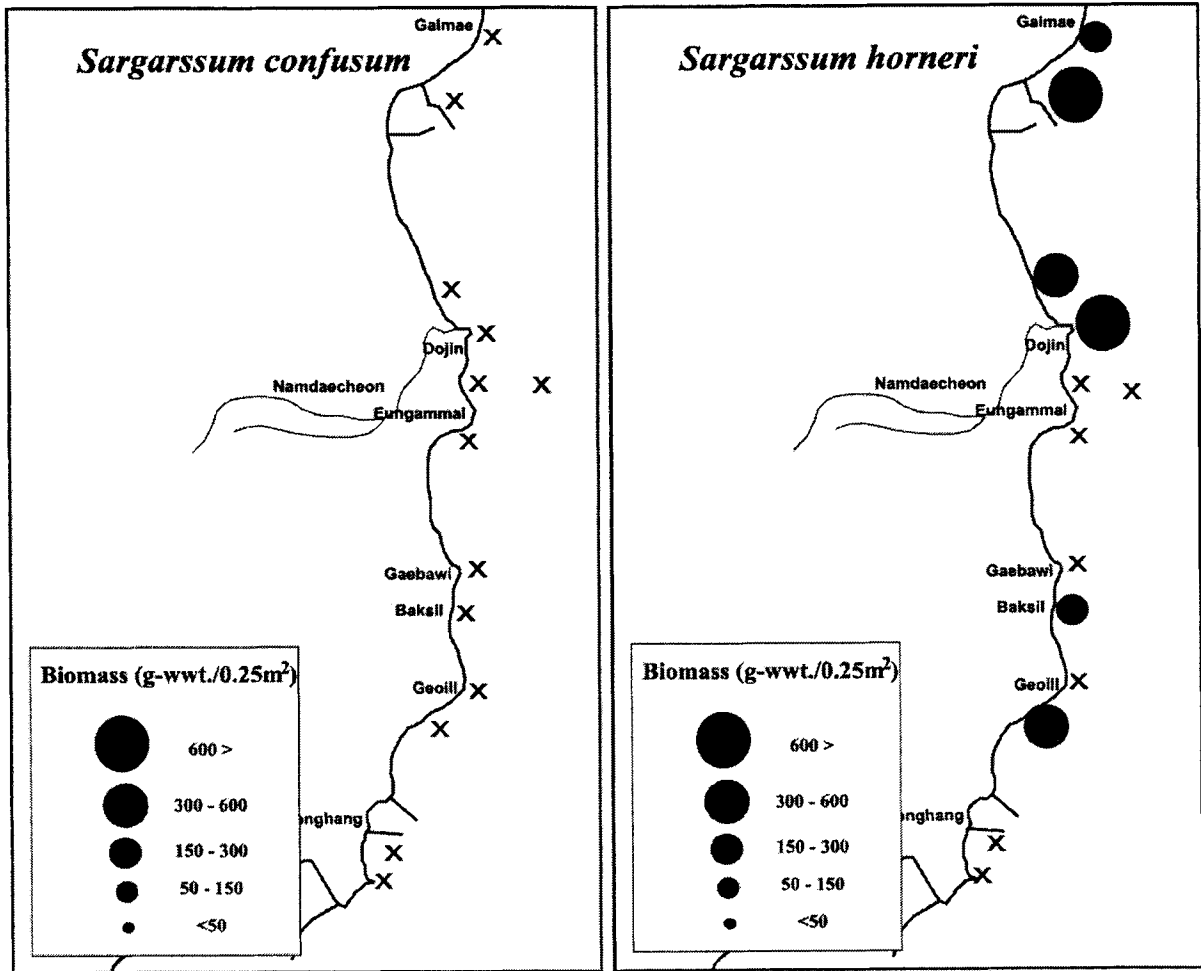 Sargarssum confusum
Galmae
X
X
X
X
Dojin
X
X
Namdaecheon
Eungammal
X
Gaebawi
X
Baksil
X
Geoill
X
X
onghang
X
X
Biomass (g-wwt./0.25m²)
600 >
300 - 600
150 - 300
50 - 150
<50
Sargarssum horneri
Galmae
Dojin
X
X
Namdaecheon
Eungammal
X
Gaebawi
X
Baksil
Geoill
X
onghang
X
X
Biomass (g-wwt./0.25m²)
600 >
300 - 600
150 - 300
50 - 150
<50